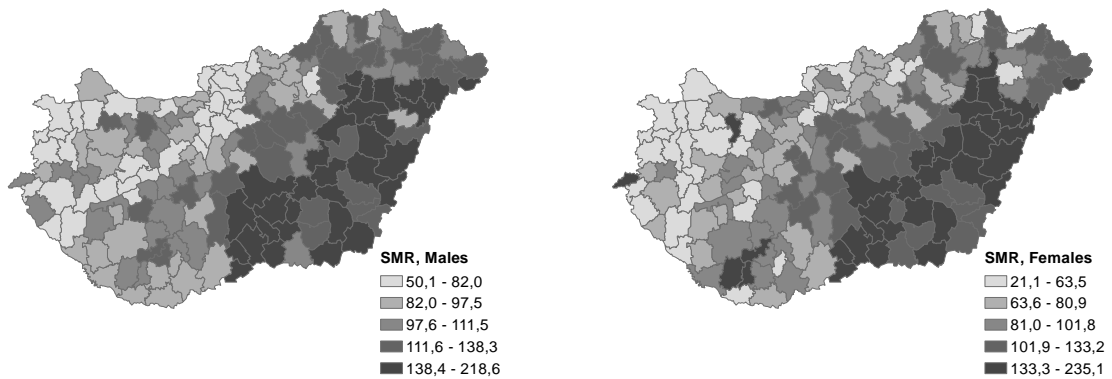 SMR, Males
50,1 - 82,0
82,0 - 97,5
97,6 - 111,5
111,6 - 138,3
138,4 - 218,6
SMR, Females
21,1 - 63,5
63,6 - 80,9
81,0 - 101,8
101,9 - 133,2
133,3 - 235,1